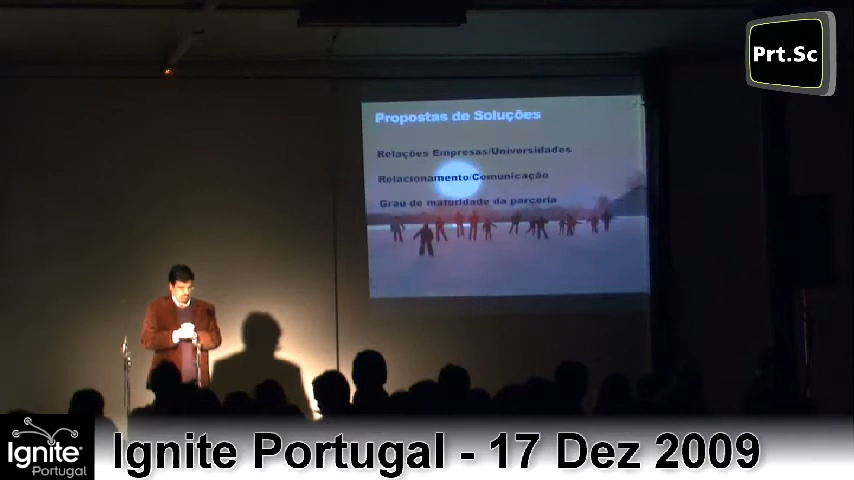 Prt.Sc
Propostas de Soluções
Relações Empresas/Universidades
Relacionamento/Comunicação
Grau de maturidade da parceria
Ignite®
Portugal
Ignite Portugal - 17 Dez 2009